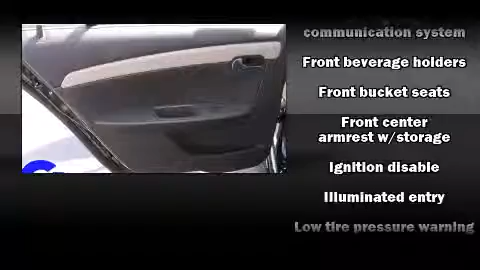 communication system
Front beverage holders
Front bucket seats
Front center
armrest w/storage
Ignition disable
Illuminated entry
Low tire pressure warning